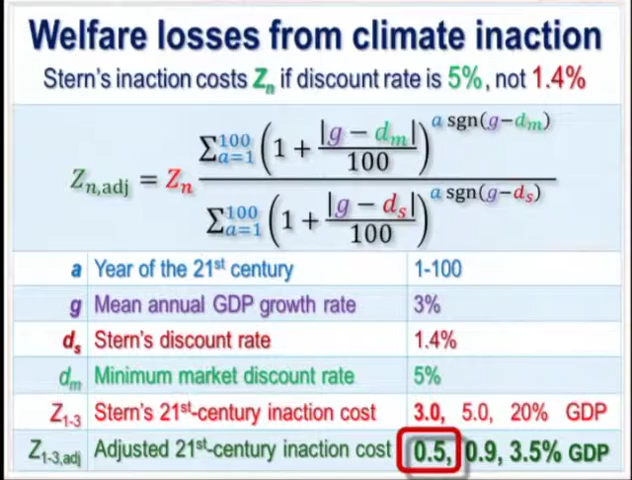 Welfare losses from climate inaction
Stern's inaction costs Zₙ if discount rate is 5%, not 1.4%
Zₙ,adj = Zₙ (∑ₐ₌₁¹⁰⁰ (1 + |g − dₘ|/100)^(a sgn(g−dₘ))) / (∑ₐ₌₁¹⁰⁰ (1 + |g − dₛ|/100)^(a sgn(g−dₛ)))
a Year of the 21ˢᵗ century 1-100
g Mean annual GDP growth rate 3%
dₛ Stern's discount rate 1.4%
dₘ Minimum market discount rate 5%
Z₁₋₃ Stern's 21ˢᵗ-century inaction cost 3.0, 5.0, 20% GDP
Z₁₋₃,adj Adjusted 21ˢᵗ-century inaction cost 0.5, 0.9, 3.5% GDP